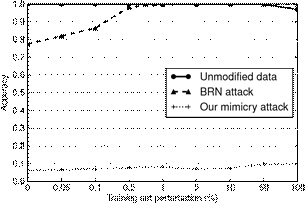 1.0
0.9
0.8
0.7
0.6
0.5
0.4
0.3
0.2
0.1
0.0
Accuracy
Unmodified data
BRN attack
Our mimicry attack
0 0.05 0.1 0.5 1 5 10 50 100
Training set perturbation (%)